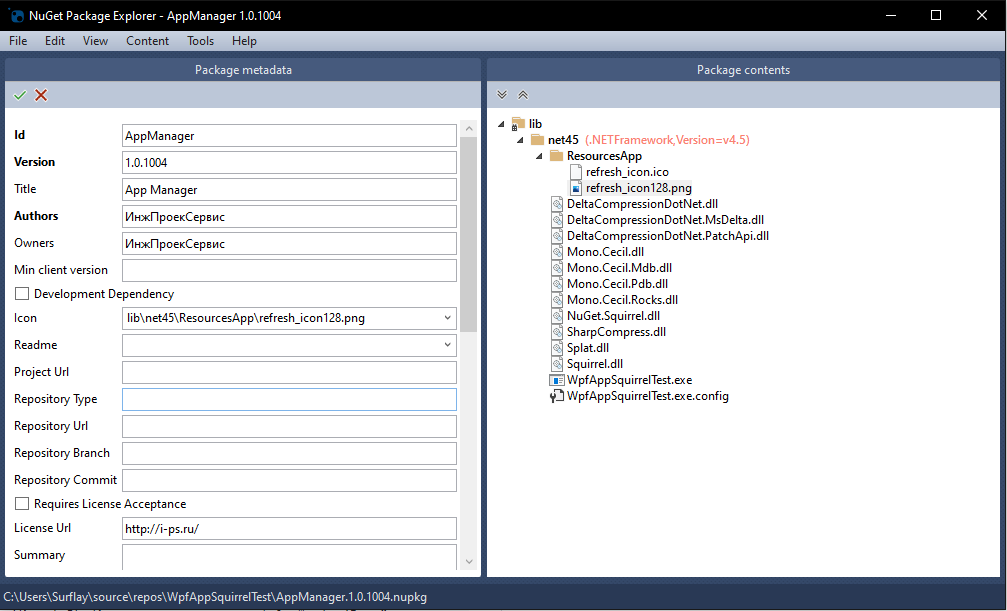 NuGet Package Explorer - AppManager 1.0.1004
File Edit View Content Tools Help
Package metadata
Id AppManager
Version 1.0.1004
Title App Manager
Authors ИнжПроекСервис
Owners ИнжПроекСервис
Min client version
Development Dependency
Icon lib\net45\ResourcesApp\refresh_icon128.png
Readme
Project Url
Repository Type
Repository Url
Repository Branch
Repository Commit
Requires License Acceptance
License Url http://i-ps.ru/
Summary
Package contents
lib
net45 (.NETFramework,Version=v4.5)
ResourcesApp
refresh_icon.ico
refresh_icon128.png
DeltaCompressionDotNet.dll
DeltaCompressionDotNet.MsDelta.dll
DeltaCompressionDotNet.PatchApi.dll
Mono.Cecil.dll
Mono.Cecil.Mdb.dll
Mono.Cecil.Pdb.dll
Mono.Cecil.Rocks.dll
NuGet.Squirrel.dll
SharpCompress.dll
Splat.dll
Squirrel.dll
WpfAppSquirrelTest.exe
WpfAppSquirrelTest.exe.config
C:\Users\Surflay\source\repos\WpfAppSquirrelTest\AppManager.1.0.1004.nupkg